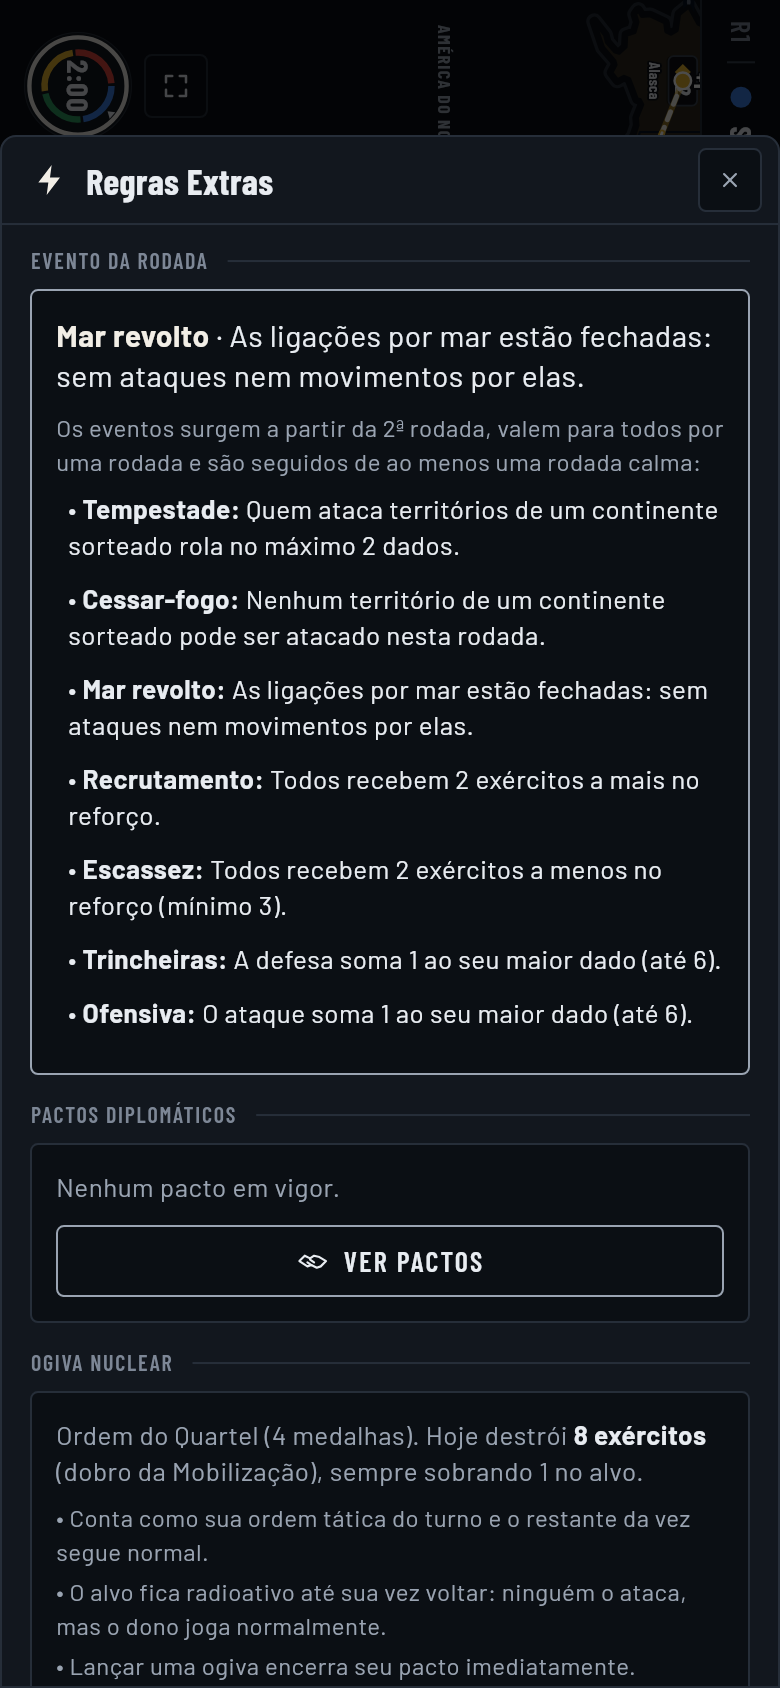 2:00
AMÉRICA DO NO
Alasca
R1
Regras Extras
EVENTO DA RODADA
Mar revolto · As ligações por mar estão fechadas:
sem ataques nem movimentos por elas.
Os eventos surgem a partir da 2ª rodada, valem para todos por
uma rodada e são seguidos de ao menos uma rodada calma:
• Tempestade: Quem ataca territórios de um continente
sorteado rola no máximo 2 dados.
• Cessar-fogo: Nenhum território de um continente
sorteado pode ser atacado nesta rodada.
• Mar revolto: As ligações por mar estão fechadas: sem
ataques nem movimentos por elas.
• Recrutamento: Todos recebem 2 exércitos a mais no
reforço.
• Escassez: Todos recebem 2 exércitos a menos no
reforço (mínimo 3).
• Trincheiras: A defesa soma 1 ao seu maior dado (até 6).
• Ofensiva: O ataque soma 1 ao seu maior dado (até 6).
PACTOS DIPLOMÁTICOS
Nenhum pacto em vigor.
VER PACTOS
OGIVA NUCLEAR
Ordem do Quartel (4 medalhas). Hoje destrói 8 exércitos
(dobro da Mobilização), sempre sobrando 1 no alvo.
• Conta como sua ordem tática do turno e o restante da vez
segue normal.
• O alvo fica radioativo até sua vez voltar: ninguém o ataca,
mas o dono joga normalmente.
• Lançar uma ogiva encerra seu pacto imediatamente.